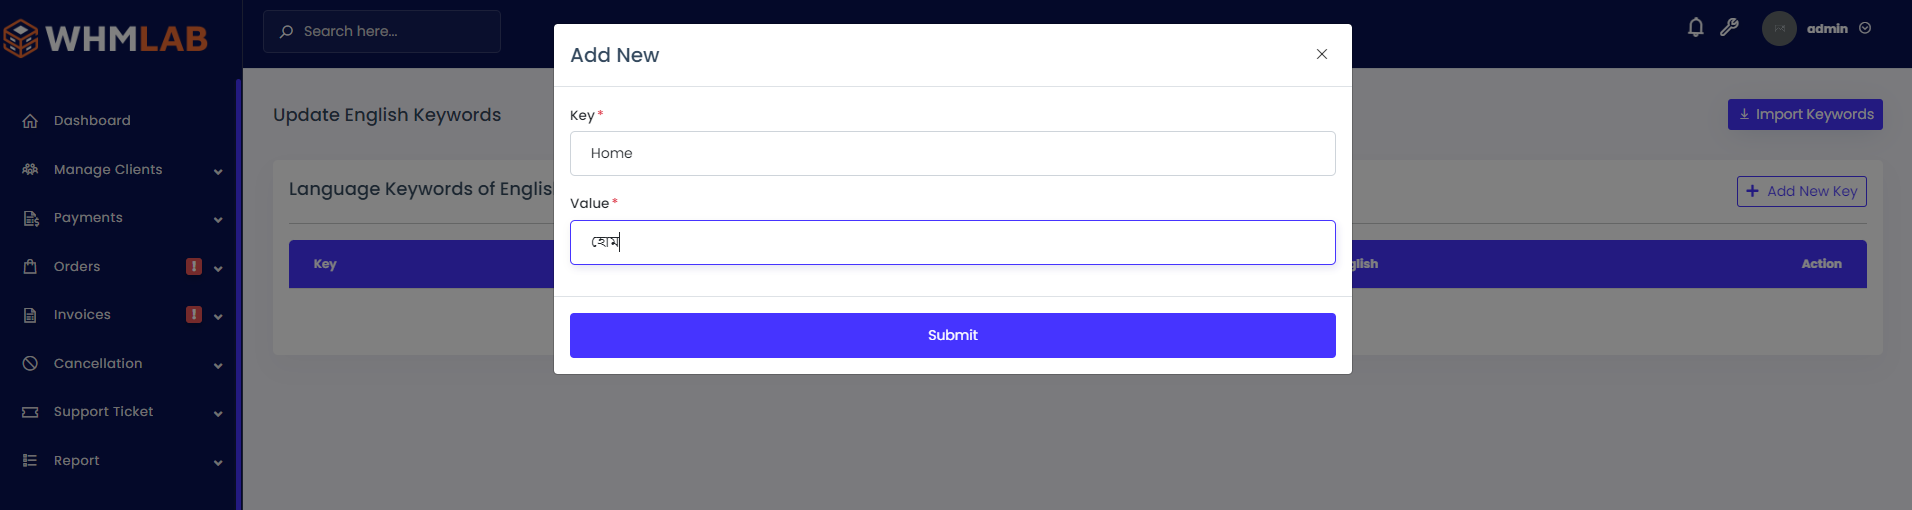 WHMLAB
Search here...
admin
Dashboard
Manage Clients
Payments
Orders
!
Invoices
!
Cancellation
Support Ticket
Report
Update English Keywords
Import Keywords
Language Keywords of Englis
Add New Key
Key
glish
Action
Add New
Key *
Home
Value *
হোম
Submit